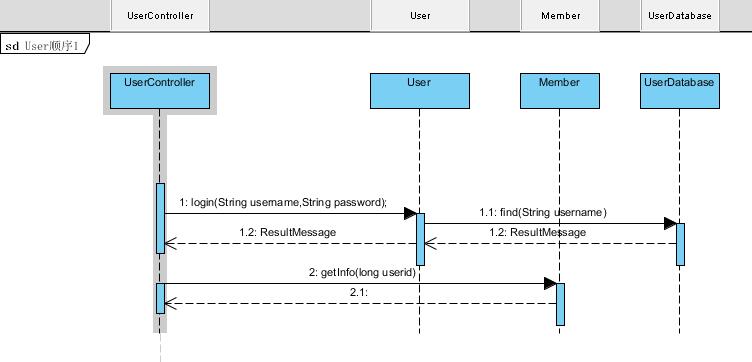 UserController User Member UserDatabase
sd User顺序1
UserController User Member UserDatabase
1: login(String username,String password);
1.1: find(String username)
1.2: ResultMessage 1.2: ResultMessage
2: getInfo(long userid)
2.1: